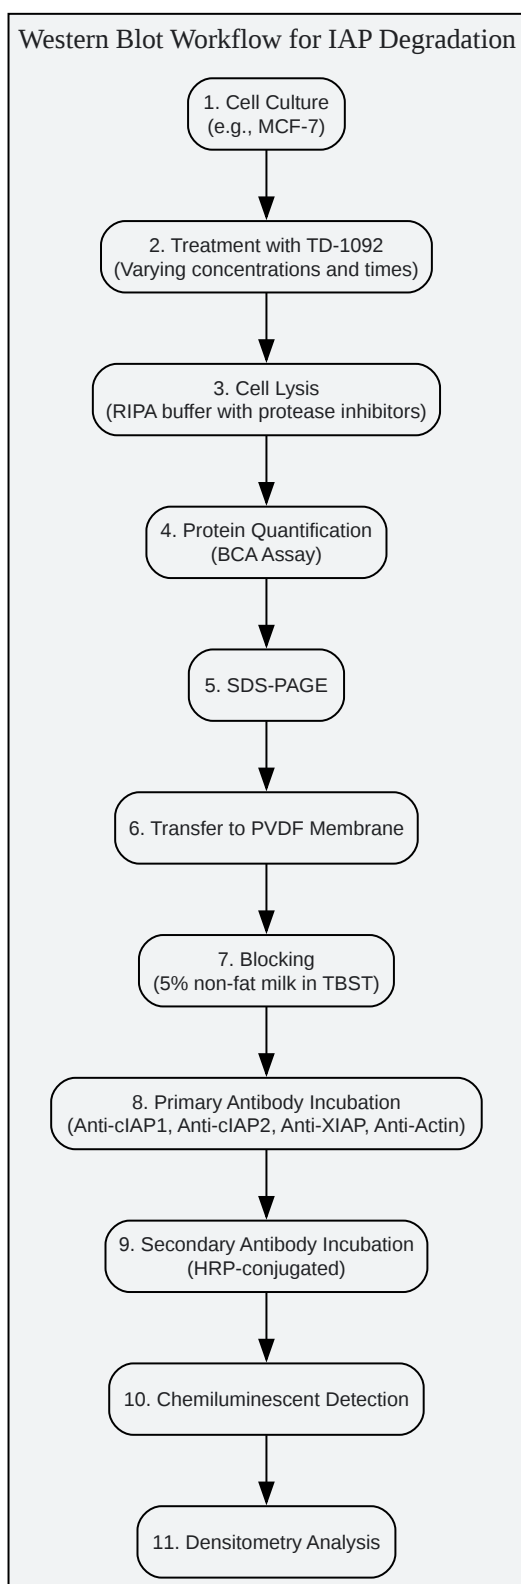 Western Blot Workflow for IAP Degradation
1. Cell Culture
(e.g., MCF-7)
2. Treatment with TD-1092
(Varying concentrations and times)
3. Cell Lysis
(RIPA buffer with protease inhibitors)
4. Protein Quantification
(BCA Assay)
5. SDS-PAGE
6. Transfer to PVDF Membrane
7. Blocking
(5% non-fat milk in TBST)
8. Primary Antibody Incubation
(Anti-cIAP1, Anti-cIAP2, Anti-XIAP, Anti-Actin)
9. Secondary Antibody Incubation
(HRP-conjugated)
10. Chemiluminescent Detection
11. Densitometry Analysis